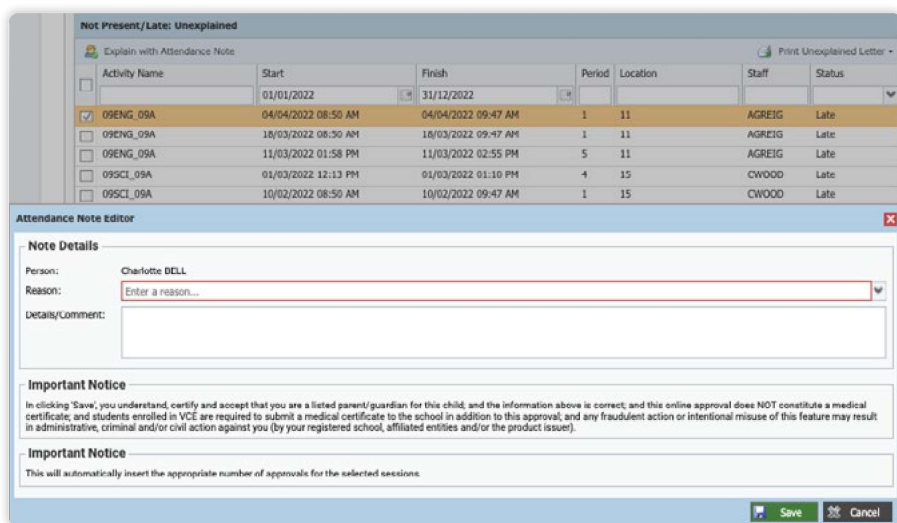 Not Present/Late: Unexplained
Explain with Attendance Note Print Unexplained Letter
Activity Name Start Finish Period Location Staff Status
01/01/2022 31/12/2022
09ENG_09A 04/04/2022 08:50 AM 04/04/2022 09:47 AM 1 11 AGREIG Late
09ENG_09A 18/03/2022 08:50 AM 18/03/2022 09:47 AM 1 11 AGREIG Late
09ENG_09A 11/03/2022 01:58 PM 11/03/2022 02:55 PM 5 11 AGREIG Late
09SCI_09A 01/03/2022 12:13 PM 01/03/2022 01:10 PM 4 15 CWOOD Late
09SCI_09A 10/02/2022 08:50 AM 10/02/2022 09:47 AM 1 15 CWOOD Late
Attendance Note Editor
Note Details
Person: Charlotte BELL
Reason: Enter a reason...
Details/Comment:
Important Notice
In clicking 'Save', you understand, certify and accept that you are a listed parent/guardian for this child; and the information above is correct; and this online approval does NOT constitute a medical
certificate; and students enrolled in VCE are required to submit a medical certificate to the school in addition to this approval; and any fraudulent action or intentional misuse of this feature may result
in administrative, criminal and/or civil action against you (by your registered school, affiliated entities and/or the product issuer).
Important Notice
This will automatically insert the appropriate number of approvals for the selected sessions
Save Cancel